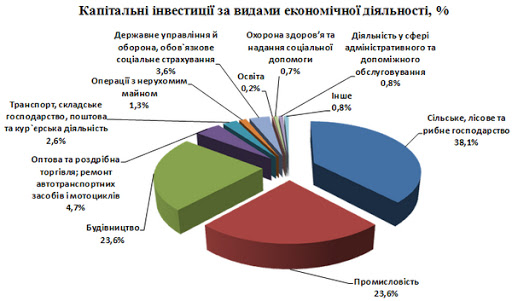 Капітальні інвестиції за видами економічної діяльності, %
Державне управління й
оборона, обов´язкове
соціальне страхування
3,6%
Охорона здоров'я та
надання соціальної
допомоги
0,7%
Діяльність у сфері
адміністративного та
допоміжного
обслуговування
0,8%
Освіта
0,2%
Інше
0,8%
Операції з нерухомим
майном
1,3%
Транспорт, складське
господарство, поштова
та кур´єрська діяльність
2,6%
Сільське, лісове та
рибне господарство
38,1%
Оптова та роздрібна
торгівля; ремонт
автотранспортних
засобів і мотоциклів
4,7%
Будівництво
23,6%
Промисловість
23,6%